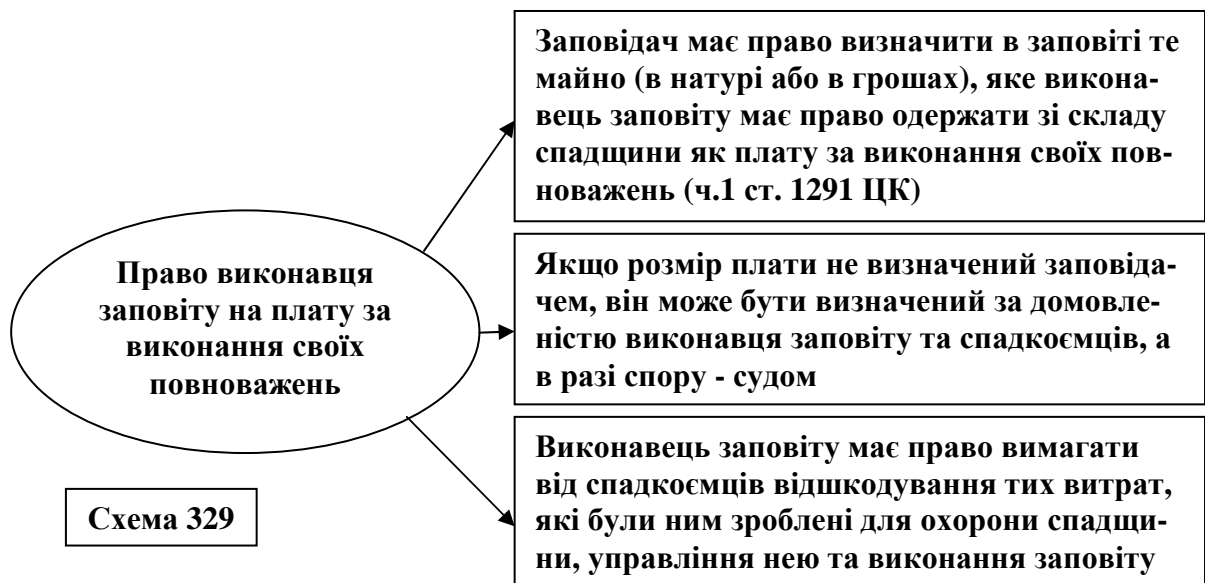 Заповідач має право визначити в заповіті те
майно (в натурі або в грошах), яке викона-
вець заповіту має право одержати зі складу
спадщини як плату за виконання своїх пов-
новажень (ч.1 ст. 1291 ЦК)
Право виконавця
заповіту на плату за
виконання своїх
повноважень
Якщо розмір плати не визначений заповіда-
чем, він може бути визначений за домовле-
ністю виконавця заповіту та спадкоємців, а
в разі спору - судом
Виконавець заповіту має право вимагати
від спадкоємців відшкодування тих витрат,
які були ним зроблені для охорони спадщи-
ни, управління нею та виконання заповіту
Схема 329